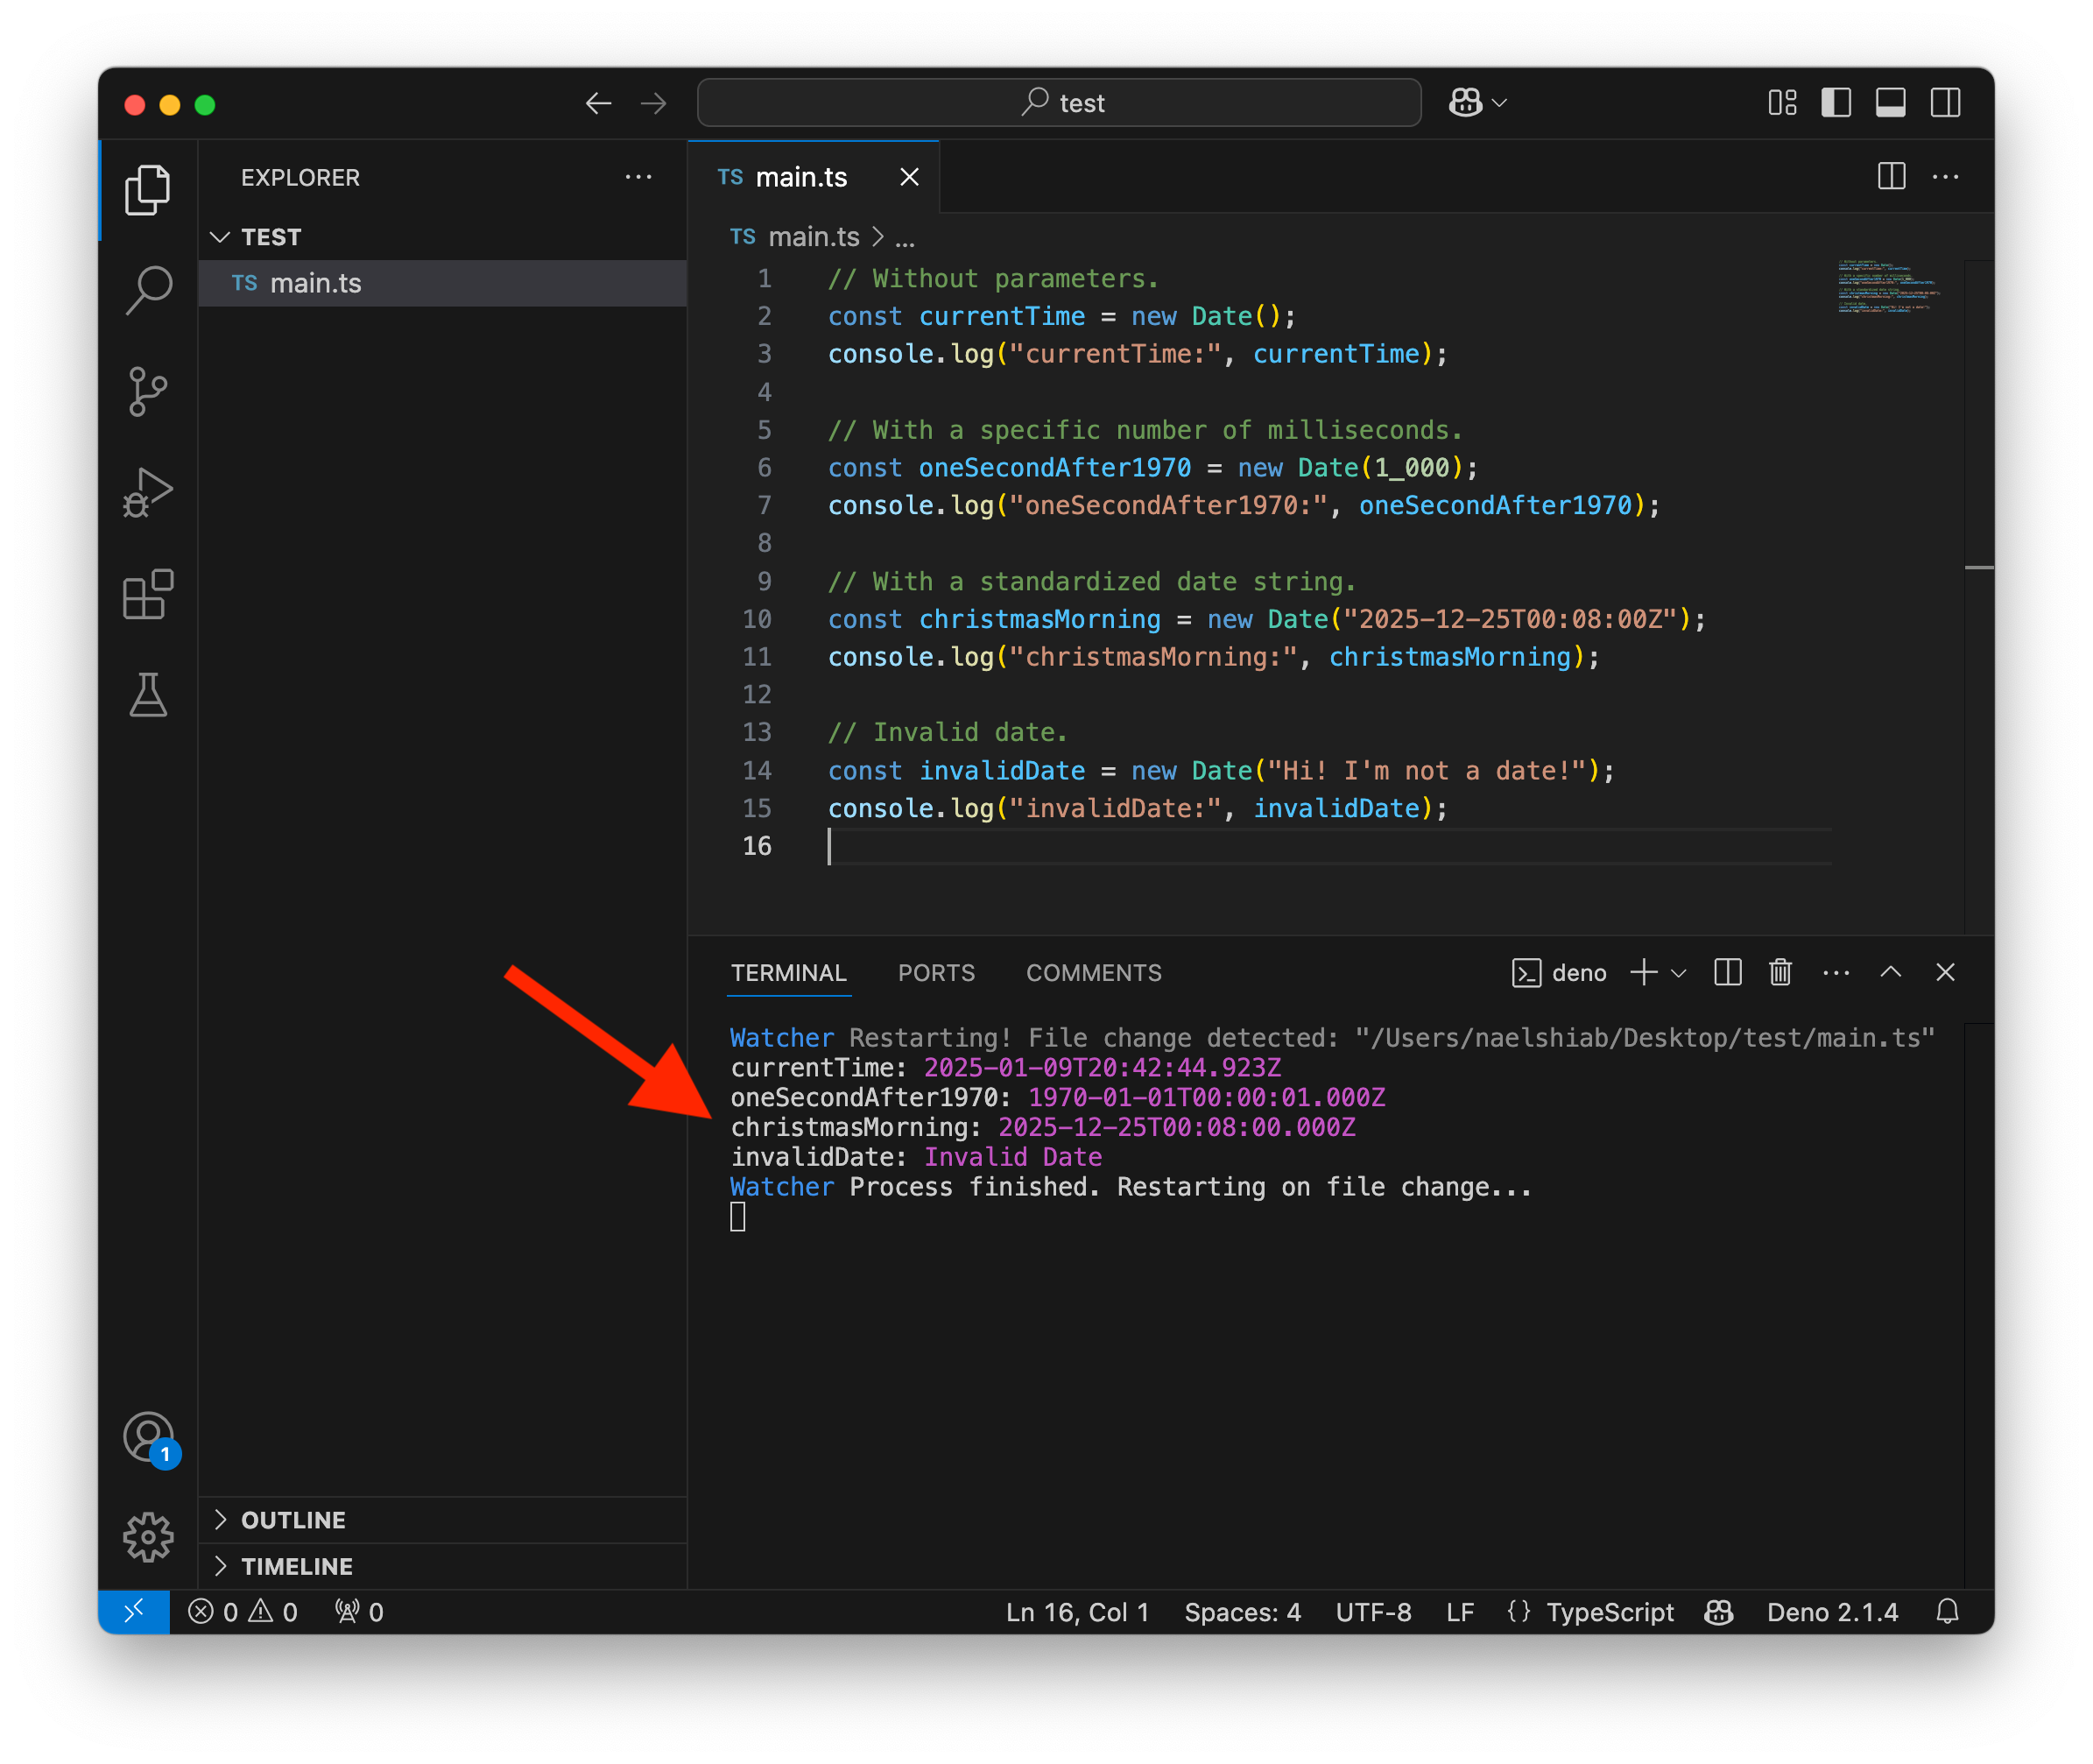 test
EXPLORER
TEST
TS main.ts
TS main.ts
TS main.ts > ...
1 // Without parameters.
2 const currentTime = new Date();
3 console.log("currentTime:", currentTime);
4
5 // With a specific number of milliseconds.
6 const oneSecondAfter1970 = new Date(1_000);
7 console.log("oneSecondAfter1970:", oneSecondAfter1970);
8
9 // With a standardized date string.
10 const christmasMorning = new Date("2025-12-25T00:08:00Z");
11 console.log("christmasMorning:", christmasMorning);
12
13 // Invalid date.
14 const invalidDate = new Date("Hi! I'm not a date!");
15 console.log("invalidDate:", invalidDate);
16
TERMINAL PORTS COMMENTS deno
Watcher Restarting! File change detected: "/Users/naelshiab/Desktop/test/main.ts"
currentTime: 2025-01-09T20:42:44.923Z
oneSecondAfter1970: 1970-01-01T00:00:01.000Z
christmasMorning: 2025-12-25T00:08:00.000Z
invalidDate: Invalid Date
Watcher Process finished. Restarting on file change...
1
OUTLINE
TIMELINE
0 0 0 Ln 16, Col 1 Spaces: 4 UTF-8 LF {} TypeScript Deno 2.1.4